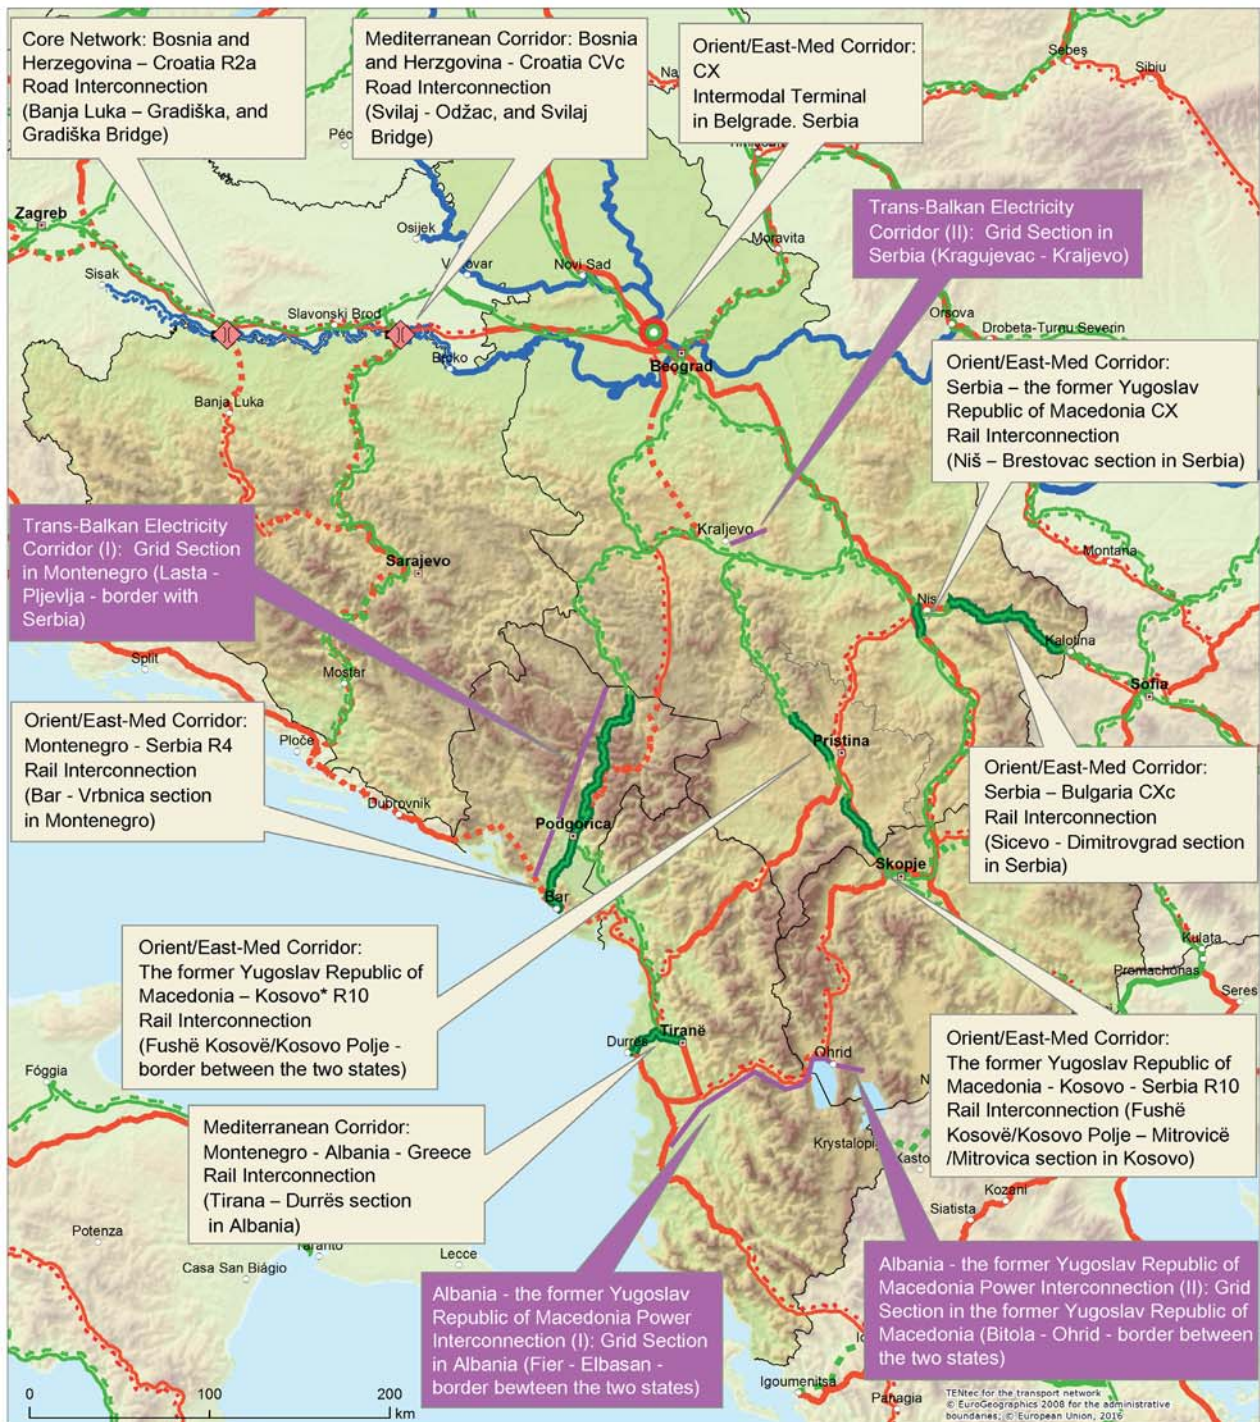 Core Network: Bosnia and
Herzegovina – Croatia R2a
Road Interconnection
(Banja Luka – Gradiška, and
Gradiška Bridge)
Mediterranean Corridor: Bosnia
and Herzgovina - Croatia CVc
Road Interconnection
(Svilaj - Odžac, and Svilaj
Bridge)
Orient/East-Med Corridor:
CX
Intermodal Terminal
in Belgrade. Serbia
Sebeş
Sibiu
Zagreb
Sisak
Osijek
Novi Sad
Moravita
Trans-Balkan Electricity
Corridor (II): Grid Section in
Serbia (Kragujevac - Kraljevo)
Slavonski Brod
Beograd
Orsova
Drobeta-Turnu Severin
Banja Luka
Orient/East-Med Corridor:
Serbia – the former Yugoslav
Republic of Macedonia CX
Rail Interconnection
(Niš – Brestovac section in Serbia)
Trans-Balkan Electricity
Corridor (I): Grid Section
in Montenegro (Lasta -
Pljevlja - border with
Serbia)
Kraljevo
Sarajevo
Montana
Nis
Kalotina
Sofia
Split
Mostar
Ploče
Dubrovnik
Orient/East-Med Corridor:
Montenegro - Serbia R4
Rail Interconnection
(Bar - Vrbnica section
in Montenegro)
Pristina
Orient/East-Med Corridor:
Serbia – Bulgaria CXc
Rail Interconnection
(Sicevo - Dimitrovgrad section
in Serbia)
Podgorica
Skopje
Bar
Orient/East-Med Corridor:
The former Yugoslav Republic of
Macedonia – Kosovo* R10
Rail Interconnection
(Fushë Kosovë/Kosovo Polje -
border between the two states)
Kulata
Promachonas
Seres
Tiranë
Durrës
Ohrid
Orient/East-Med Corridor:
The former Yugoslav Republic of
Macedonia - Kosovo - Serbia R10
Rail Interconnection (Fushë
Kosovë/Kosovo Polje – Mitrovicë
/Mitrovica section in Kosovo)
Fóggia
Mediterranean Corridor:
Montenegro - Albania - Greece
Rail Interconnection
(Tirana – Durrës section
in Albania)
Krystalopi
Kasto
Kozani
Siatista
Potenza
Casa San Biágio
Taranto
Lecce
Albania - the former Yugoslav
Republic of Macedonia Power
Interconnection (I): Grid Section
in Albania (Fier - Elbasan -
border bewteen the two states)
Albania - the former Yugoslav Republic of
Macedonia Power Interconnection (II): Grid
Section in the former Yugoslav Republic of
Macedonia (Bitola - Ohrid - border between
the two states)
Igoumenitsa
Panagia
0 100 200
km
TENtec for the transport network
© EuroGeographics 2008 for the administrative
boundaries; © European Union, 2016